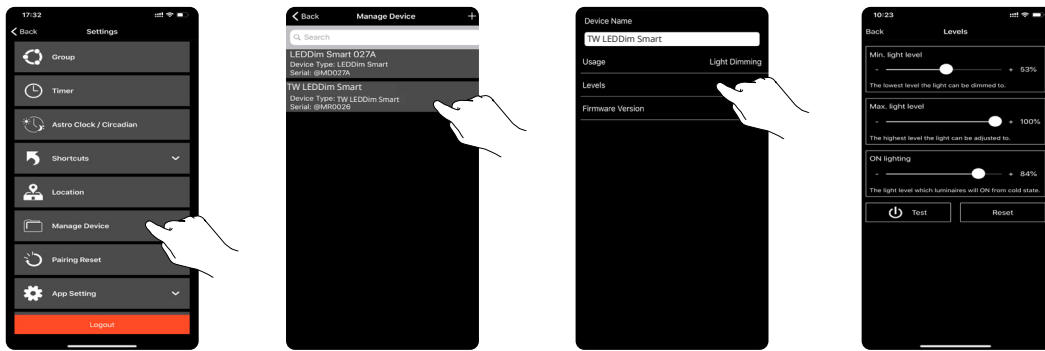 17:32
Back
Settings
Group
Timer
Astro Clock / Circadian
Shortcuts
Location
Manage Device
Pairing Reset
App Setting
Logout
Back
Manage Device
+
Search
LEDDim Smart 027A
Device Type: LEDDim Smart
Serial: @MD027A
TW LEDDim Smart
Device Type: TW LEDDim Smart
Serial: @MR0026
Device Name
TW LEDDim Smart
Usage
Light Dimming
Levels
Firmware Version
10:23
Back
Levels
Min. light level
- + 53%
The lowest level the light can be dimmed to.
Max. light level
- + 100%
The highest level the light can be adjusted to.
ON lighting
- + 84%
The light level which luminaires will ON from cold state.
Test
Reset